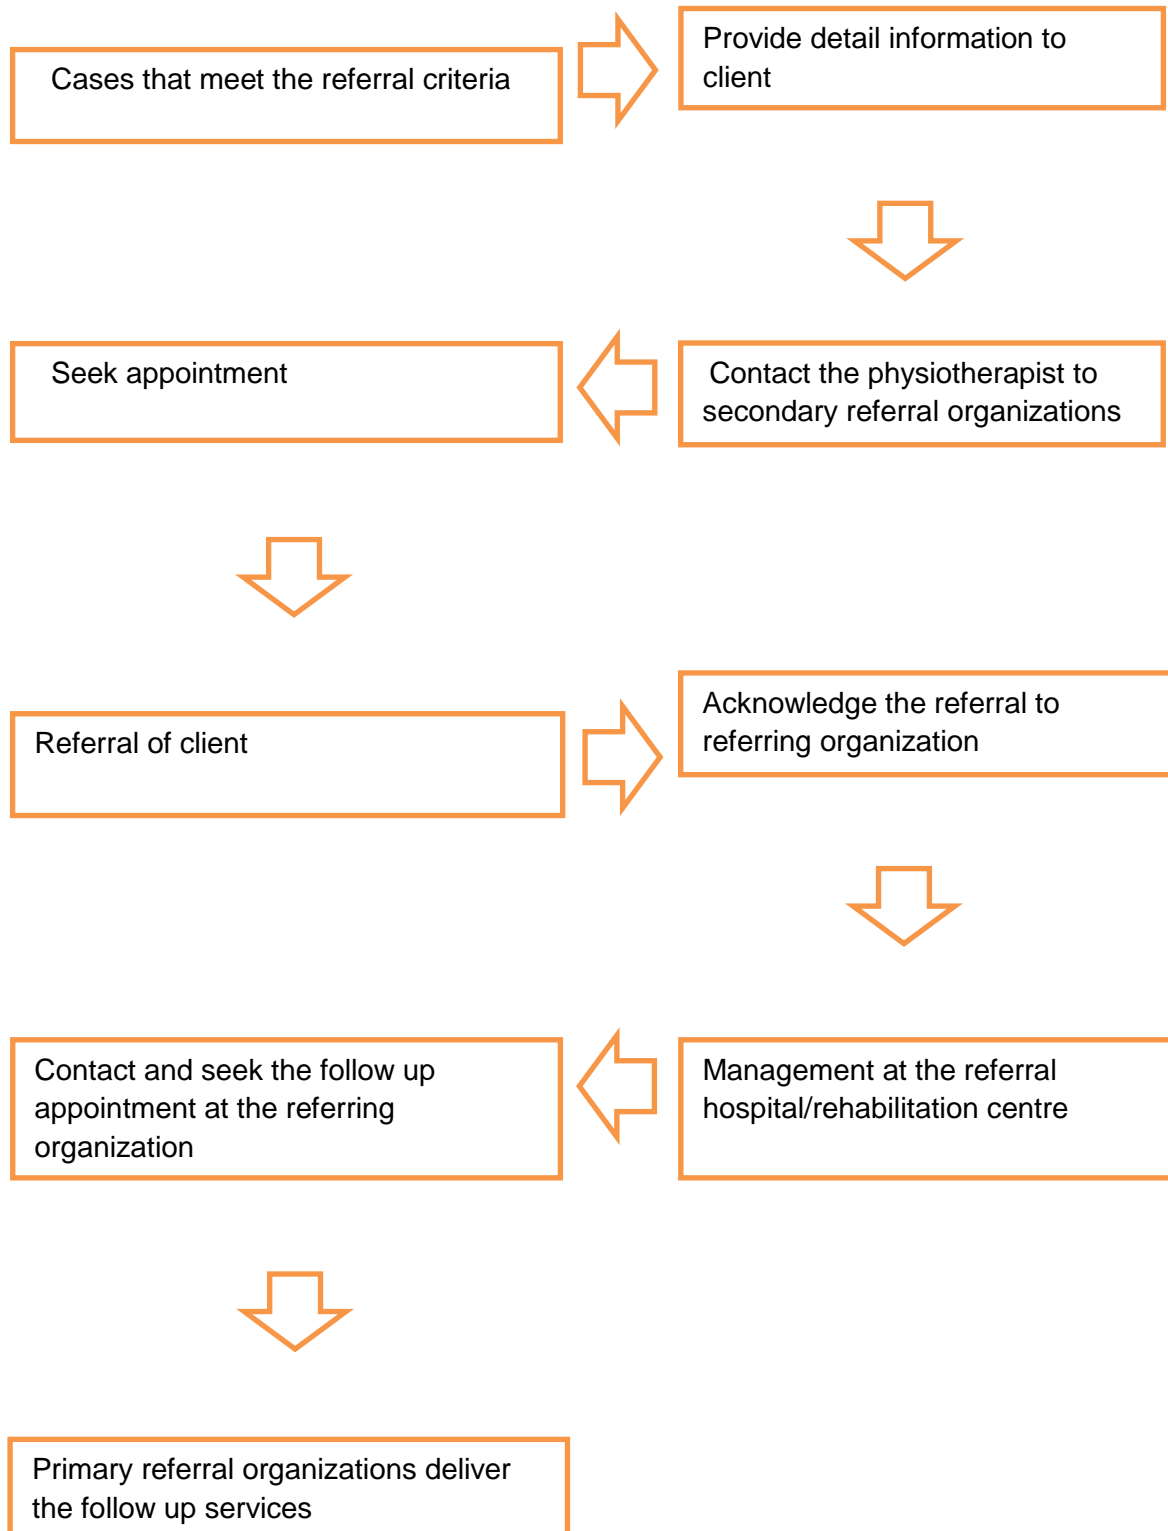 Cases that meet the referral criteria
Provide detail information to
client
Contact the physiotherapist to
secondary referral organizations
Seek appointment
Referral of client
Acknowledge the referral to
referring organization
Management at the referral
hospital/rehabilitation centre
Contact and seek the follow up
appointment at the referring
organization
Primary referral organizations deliver
the follow up services